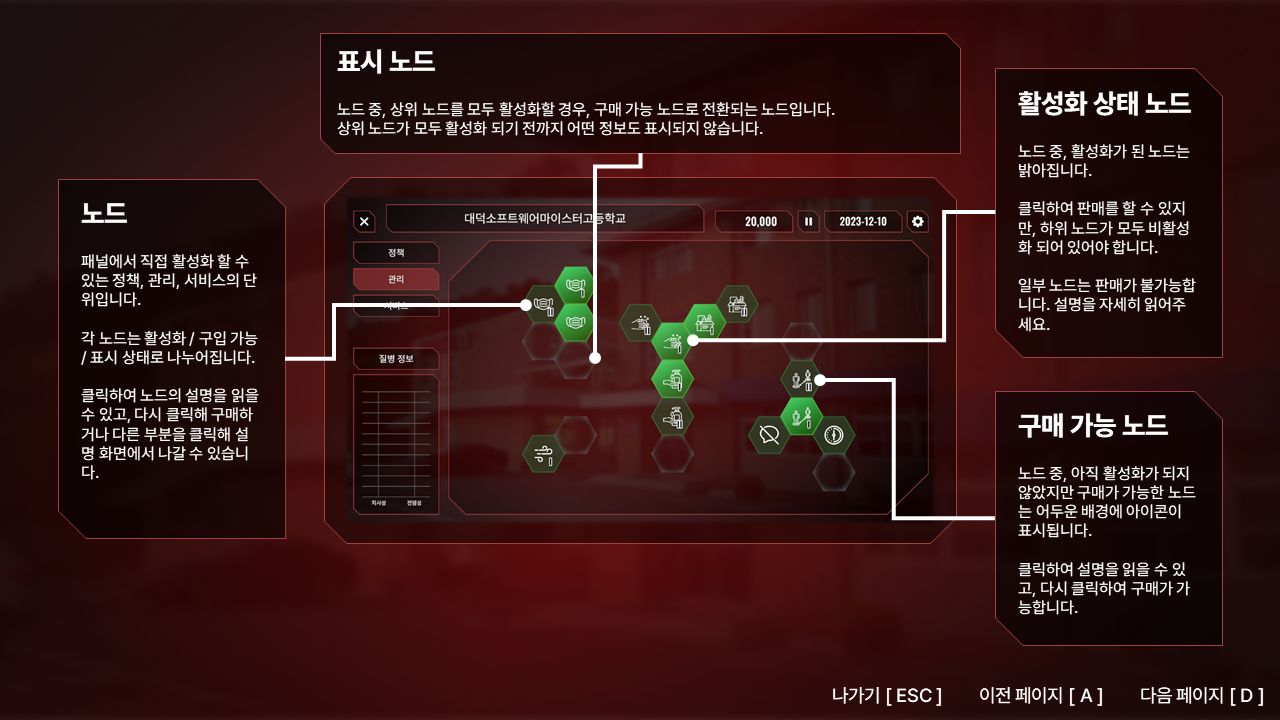 표시 노드
노드 중, 상위 노드를 모두 활성화할 경우, 구매 가능 노드로 전환되는 노드입니다.
상위 노드가 모두 활성화 되기 전까지 어떤 정보도 표시되지 않습니다.
노드
패널에서 직접 활성화 할 수
있는 정책, 관리, 서비스의 단
위입니다.
각 노드는 활성화 / 구입 가능
/ 표시 상태로 나누어집니다.
클릭하여 노드의 설명을 읽을
수 있고, 다시 클릭해 구매하
거나 다른 부분을 클릭해 설
명 화면에서 나갈 수 있습니
다.
대덕소프트웨어마이스터고등학교
20,000
2023-12-10
정책
관리
서비스
질병 정보
치사성
전염성
활성화 상태 노드
노드 중, 활성화가 된 노드는
밝아집니다.
클릭하여 판매를 할 수 있지
만, 하위 노드가 모두 비활성
화 되어 있어야 합니다.
일부 노드는 판매가 불가능합
니다. 설명을 자세히 읽어주
세요.
구매 가능 노드
노드 중, 아직 활성화가 되지
않았지만 구매가 가능한 노드
는 어두운 배경에 아이콘이
표시됩니다.
클릭하여 설명을 읽을 수 있
고, 다시 클릭하여 구매가 가
능합니다.
나가기 [ ESC ]
이전 페이지 [ A ]
다음 페이지 [ D ]